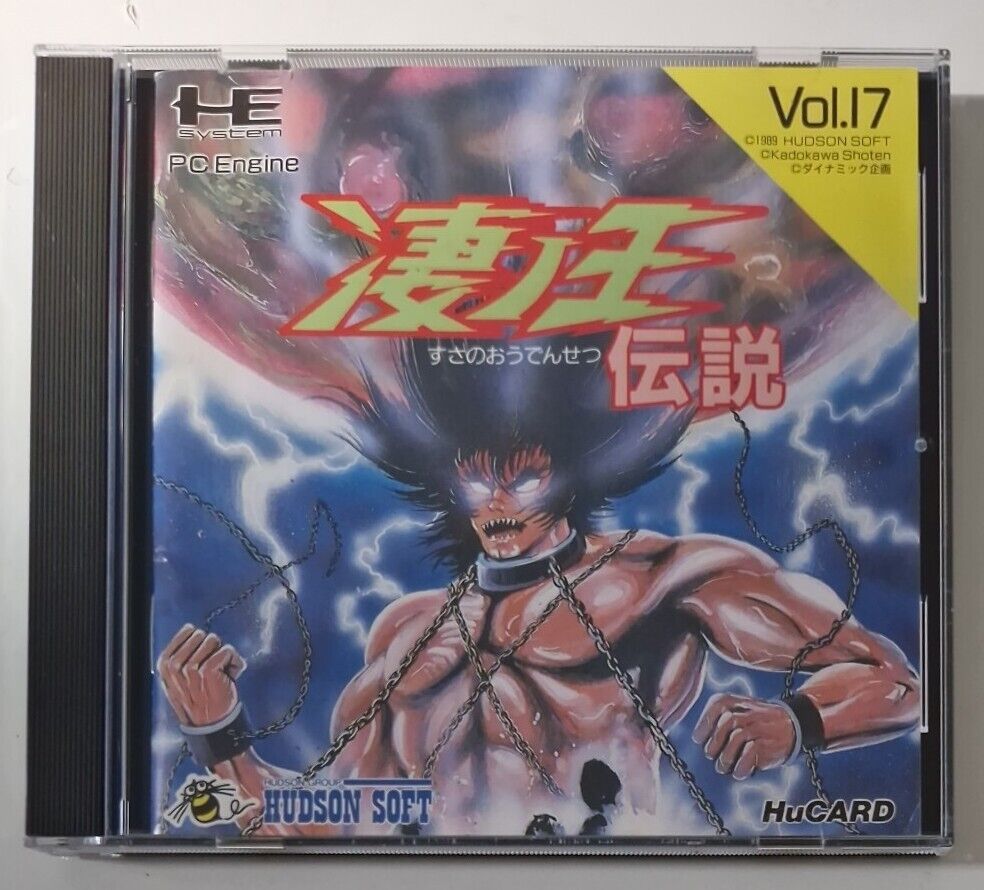 HE
System
PC Engine
Vol.17
©1989 HUDSON SOFT
©Kadokawa Shoten
©ダイナミック企画
凄ノ王
すさのおうでんせつ
伝説
HUDSON GROUP
HUDSON SOFT
HuCARD